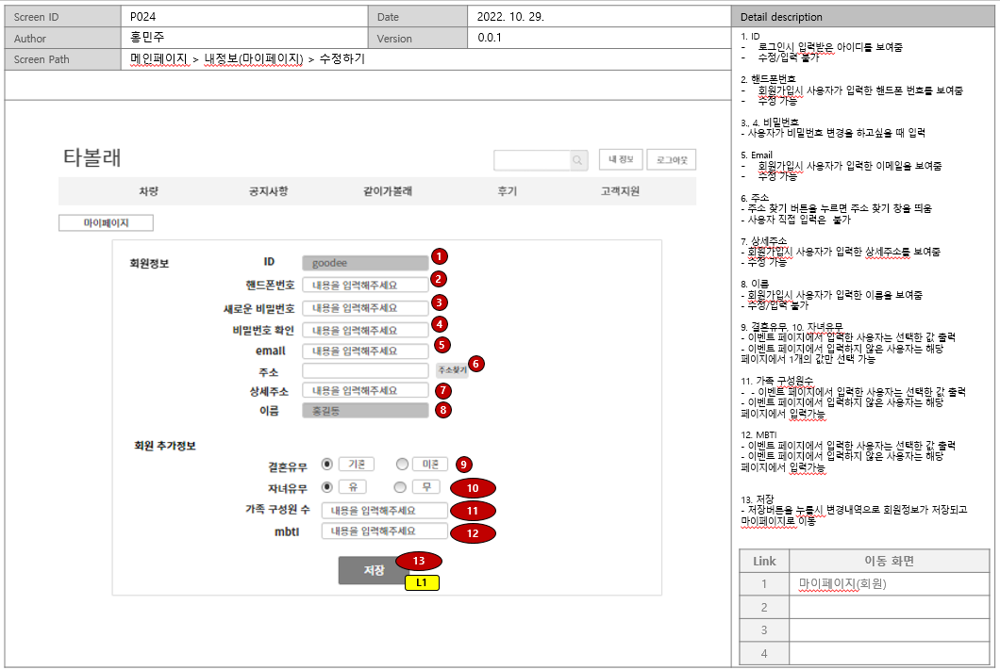 Screen ID P024 Date 2022. 10. 29.
Author 홍민주 Version 0.0.1
Screen Path 메인페이지 > 내정보(마이페이지) > 수정하기
타볼래
내 정보 로그아웃
차량 공지사항 같이가볼래 후기 고객지원
마이페이지
회원정보 ID goodee 1
핸드폰번호 내용을 입력해주세요 2
새로운 비밀번호 내용을 입력해주세요 3
비밀번호 확인 내용을 입력해주세요 4
email 내용을 입력해주세요 5
주소 주소찾기 6
상세주소 내용을 입력해주세요 7
이름 홍길동 8
회원 추가정보
결혼유무 기혼 미혼 9
자녀유무 유 무 10
가족 구성원 수 내용을 입력해주세요 11
mbti 내용을 입력해주세요 12
저장 13
L1
Detail description
1. ID
- 로그인시 입력받은 아이디를 보여줌
- 수정/입력 불가
2. 핸드폰번호
- 회원가입시 사용자가 입력한 핸드폰 번호를 보여줌
- 수정 가능
3., 4. 비밀번호
- 사용자가 비밀번호 변경을 하고싶을 때 입력
5. Email
- 회원가입시 사용자가 입력한 이메일을 보여줌
- 수정 가능
6. 주소
- 주소 찾기 버튼을 누르면 주소 찾기 창을 띄움
- 사용자 직접 입력은 불가
7. 상세주소
- 회원가입시 사용자가 입력한 상세주소를 보여줌
- 수정 가능
8. 이름
- 회원가입시 사용자가 입력한 이름을 보여줌
- 수정/입력 불가
9. 결혼유무, 10. 자녀유무
- 이벤트 페이지에서 입력한 사용자는 선택한 값 출력
- 이벤트 페이지에서 입력하지 않은 사용자는 해당
페이지에서 1개의 값만 선택 가능
11. 가족 구성원수
- - 이벤트 페이지에서 입력한 사용자는 선택한 값 출력
- 이벤트 페이지에서 입력하지 않은 사용자는 해당
페이지에서 입력가능
12. MBTI
- 이벤트 페이지에서 입력한 사용자는 선택한 값 출력
- 이벤트 페이지에서 입력하지 않은 사용자는 해당
페이지에서 입력가능
13. 저장
- 저장버튼을 누를시 변경내역으로 회원정보가 저장되고
마이페이지로 이동
Link 이동 화면
1 마이페이지(회원)
2
3
4